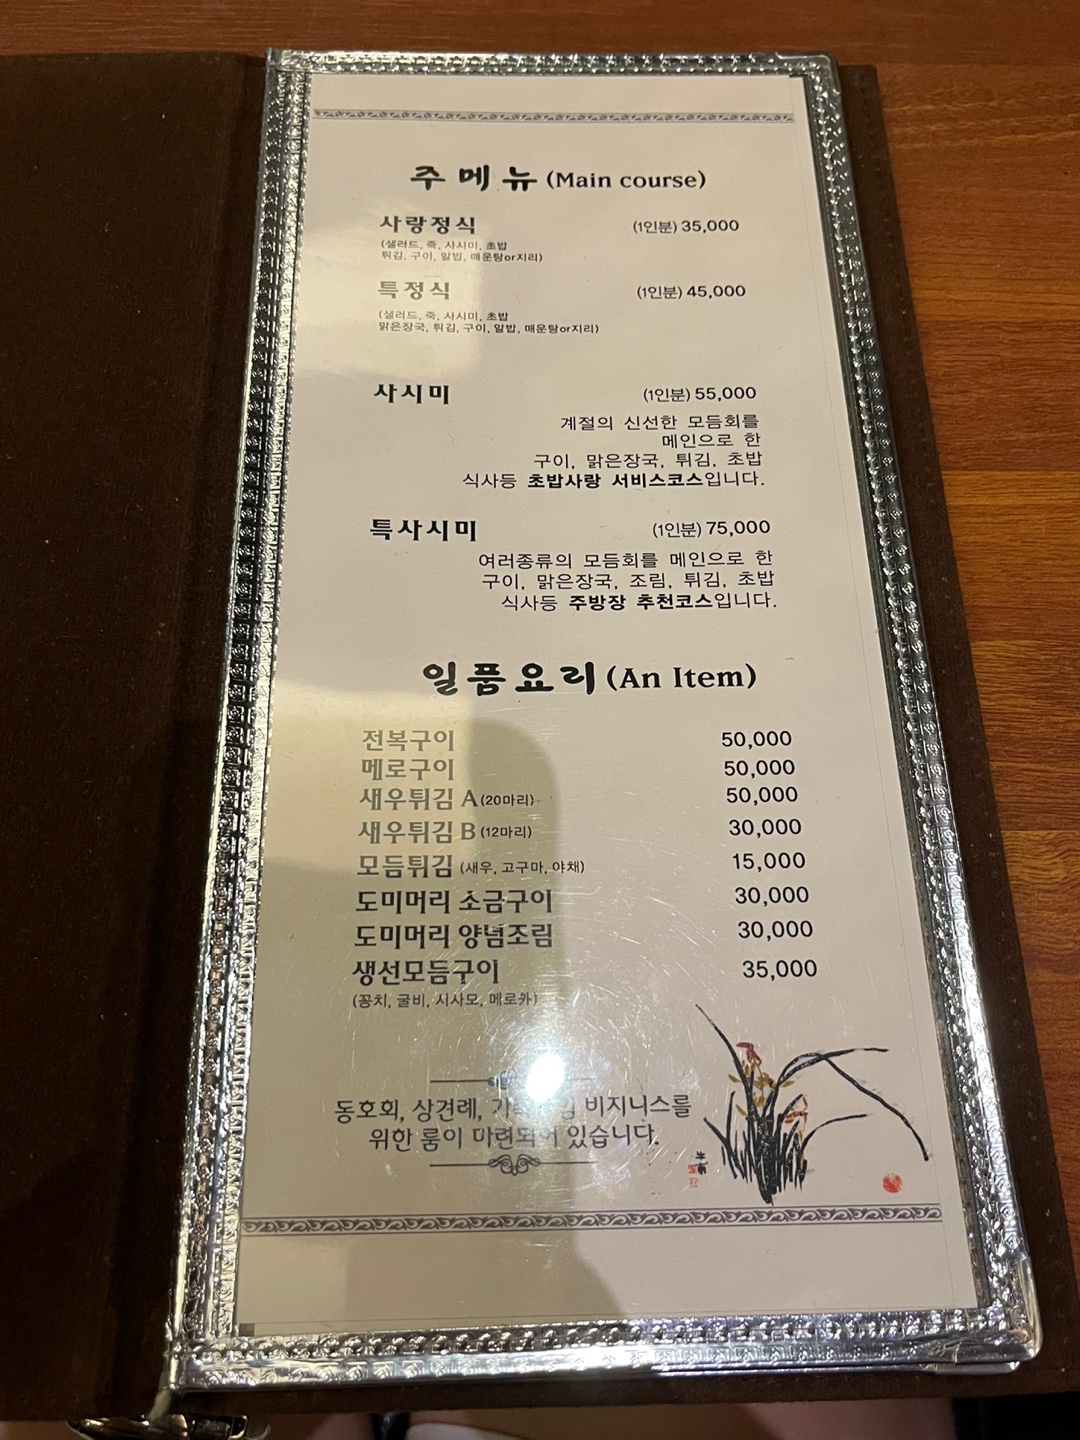 주메뉴 (Main course)
사랑정식 (1인분) 35,000
(샐러드, 죽, 사시미, 초밥
튀김, 구이, 알밥, 매운탕or지리)
특정식 (1인분) 45,000
(샐러드, 죽, 사시미, 초밥
맑은장국, 튀김, 구이, 알밥, 매운탕or지리)
사시미 (1인분) 55,000
계절의 신선한 모듬회를
메인으로 한
구이, 맑은장국, 튀김, 초밥
식사등 초밥사랑 서비스코스입니다.
특사시미 (1인분) 75,000
여러종류의 모듬회를 메인으로 한
구이, 맑은장국, 조림, 튀김, 초밥
식사등 주방장 추천코스입니다.
일품요리 (An Item)
전복구이 50,000
메로구이 50,000
새우튀김 A (20마리) 50,000
새우튀김 B (12마리) 30,000
모듬튀김 (새우, 고구마, 야채) 15,000
도미머리 소금구이 30,000
도미머리 양념조림 30,000
생선모듬구이 35,000
(꽁치, 굴비, 시사모, 메로外)
동호회, 상견례, 비지니스를
위한 룸이 마련되어 있습니다.